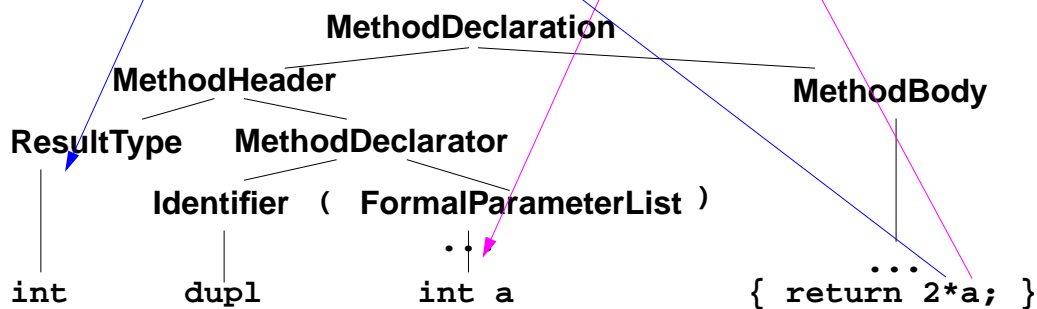 MethodDeclaration
MethodHeader
MethodBody
ResultType MethodDeclarator
Identifier ( FormalParameterList )
... ...
int dupl int a { return 2*a; }